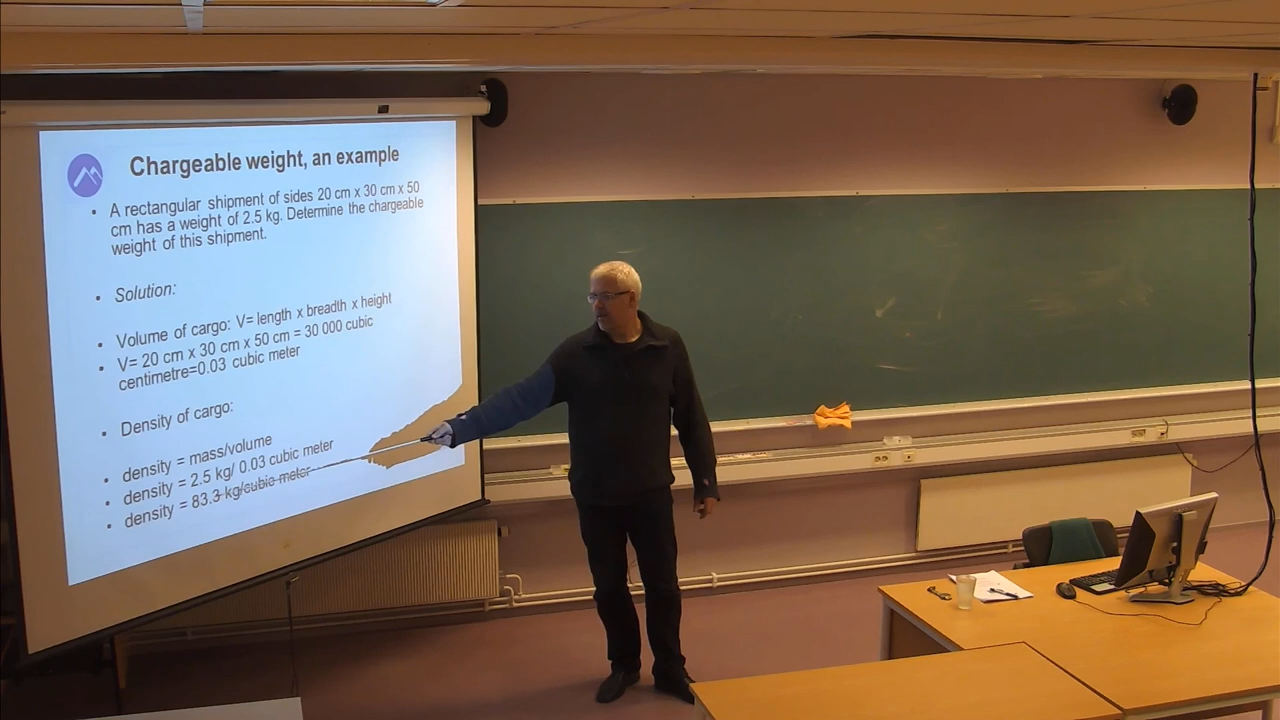 Chargeable weight, an example
• A rectangular shipment of sides 20 cm x 30 cm x 50
cm has a weight of 2.5 kg. Determine the chargeable
weight of this shipment.
• Solution:
• Volume of cargo: V= length x breadth x height
• V= 20 cm x 30 cm x 50 cm = 30 000 cubic
centimetre=0.03 cubic meter
• Density of cargo:
• density = mass/volume
• density = 2.5 kg/ 0.03 cubic meter
• density = 83.3 kg/cubic meter